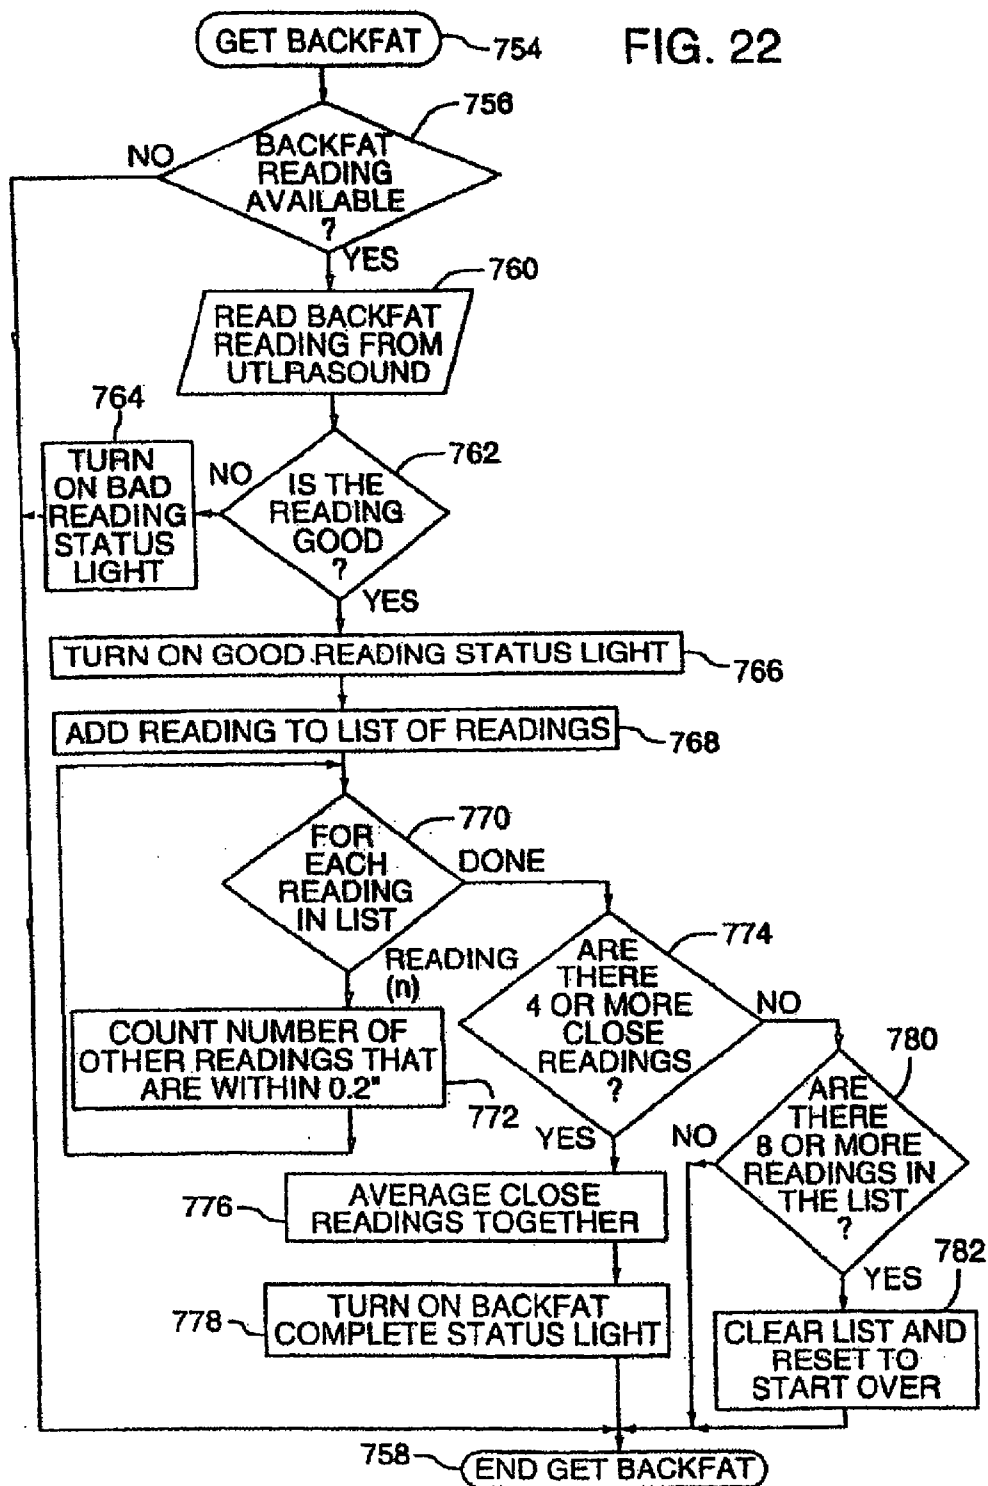 GET BACKFAT
754
FIG. 22
756
BACKFAT
READING
AVAILABLE
?
NO
YES
760
READ BACKFAT
READING FROM
UTLRASOUND
764
TURN
ON BAD
READING
STATUS
LIGHT
NO
762
IS THE
READING
GOOD
?
YES
TURN ON GOOD READING STATUS LIGHT
766
ADD READING TO LIST OF READINGS
768
770
FOR
EACH
READING
IN LIST
DONE
READING
(n)
774
ARE
THERE
4 OR MORE
CLOSE
READINGS
?
NO
COUNT NUMBER OF
OTHER READINGS THAT
ARE WITHIN 0.2"
772
YES
780
ARE
THERE
8 OR MORE
READINGS IN
THE LIST
?
NO
YES
776
AVERAGE CLOSE
READINGS TOGETHER
782
778
TURN ON BACKFAT
COMPLETE STATUS LIGHT
CLEAR LIST AND
RESET TO
START OVER
758
END GET BACKFAT